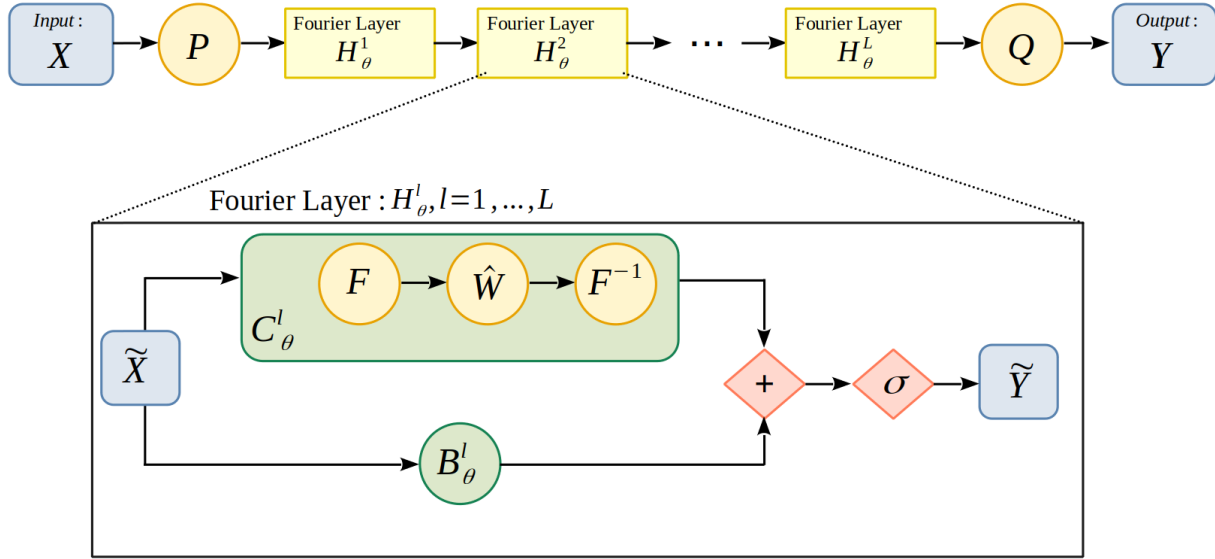 Input :
X
P
Fourier Layer
H_θ^1
Fourier Layer
H_θ^2
...
Fourier Layer
H_θ^L
Q
Output :
Y
Fourier Layer : H_θ^l, l=1, ..., L
F
Ŵ
F^{-1}
C_θ^l
X̃
+
σ
Ỹ
B_θ^l